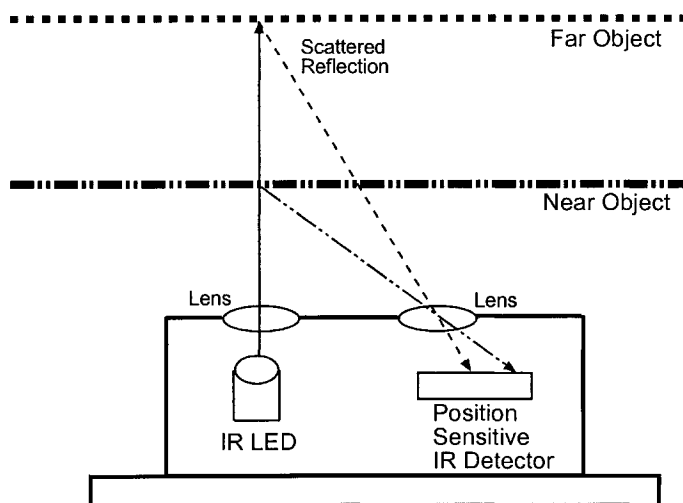 Scattered
Reflection
Far Object
Near Object
Lens
Lens
IR LED
Position
Sensitive
IR Detector